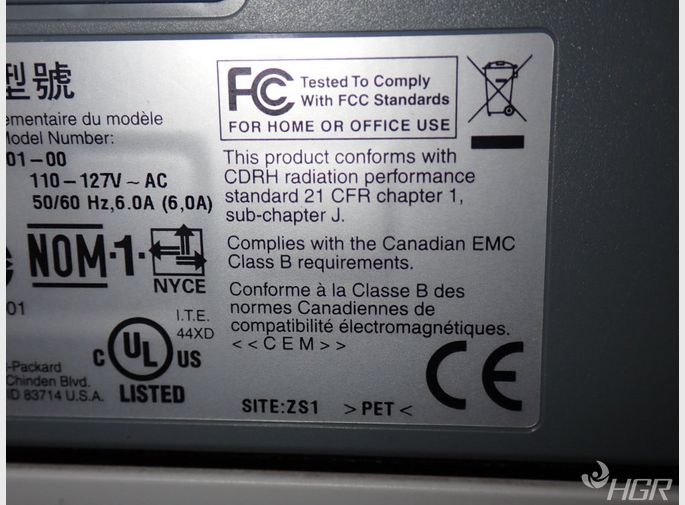 型號
ementaire du modèle
Model Number:
01–00
110–127V ~ AC
50/60 Hz,6.0A (6,0A)
NOM·1·
NYCE
01
I.T.E.
44XD
C UL US
LISTED
-Packard
Chinden Blvd.
ID 83714 U.S.A.
FC Tested To Comply
With FCC Standards
FOR HOME OR OFFICE USE
This product conforms with
CDRH radiation performance
standard 21 CFR chapter 1,
sub-chapter J.
Complies with the Canadian EMC
Class B requirements.
Conforme à la Classe B des
normes Canadiennes de
compatibilité électromagnétiques.
<<CEM>>
CE
SITE:ZS1 >PET<
HGR